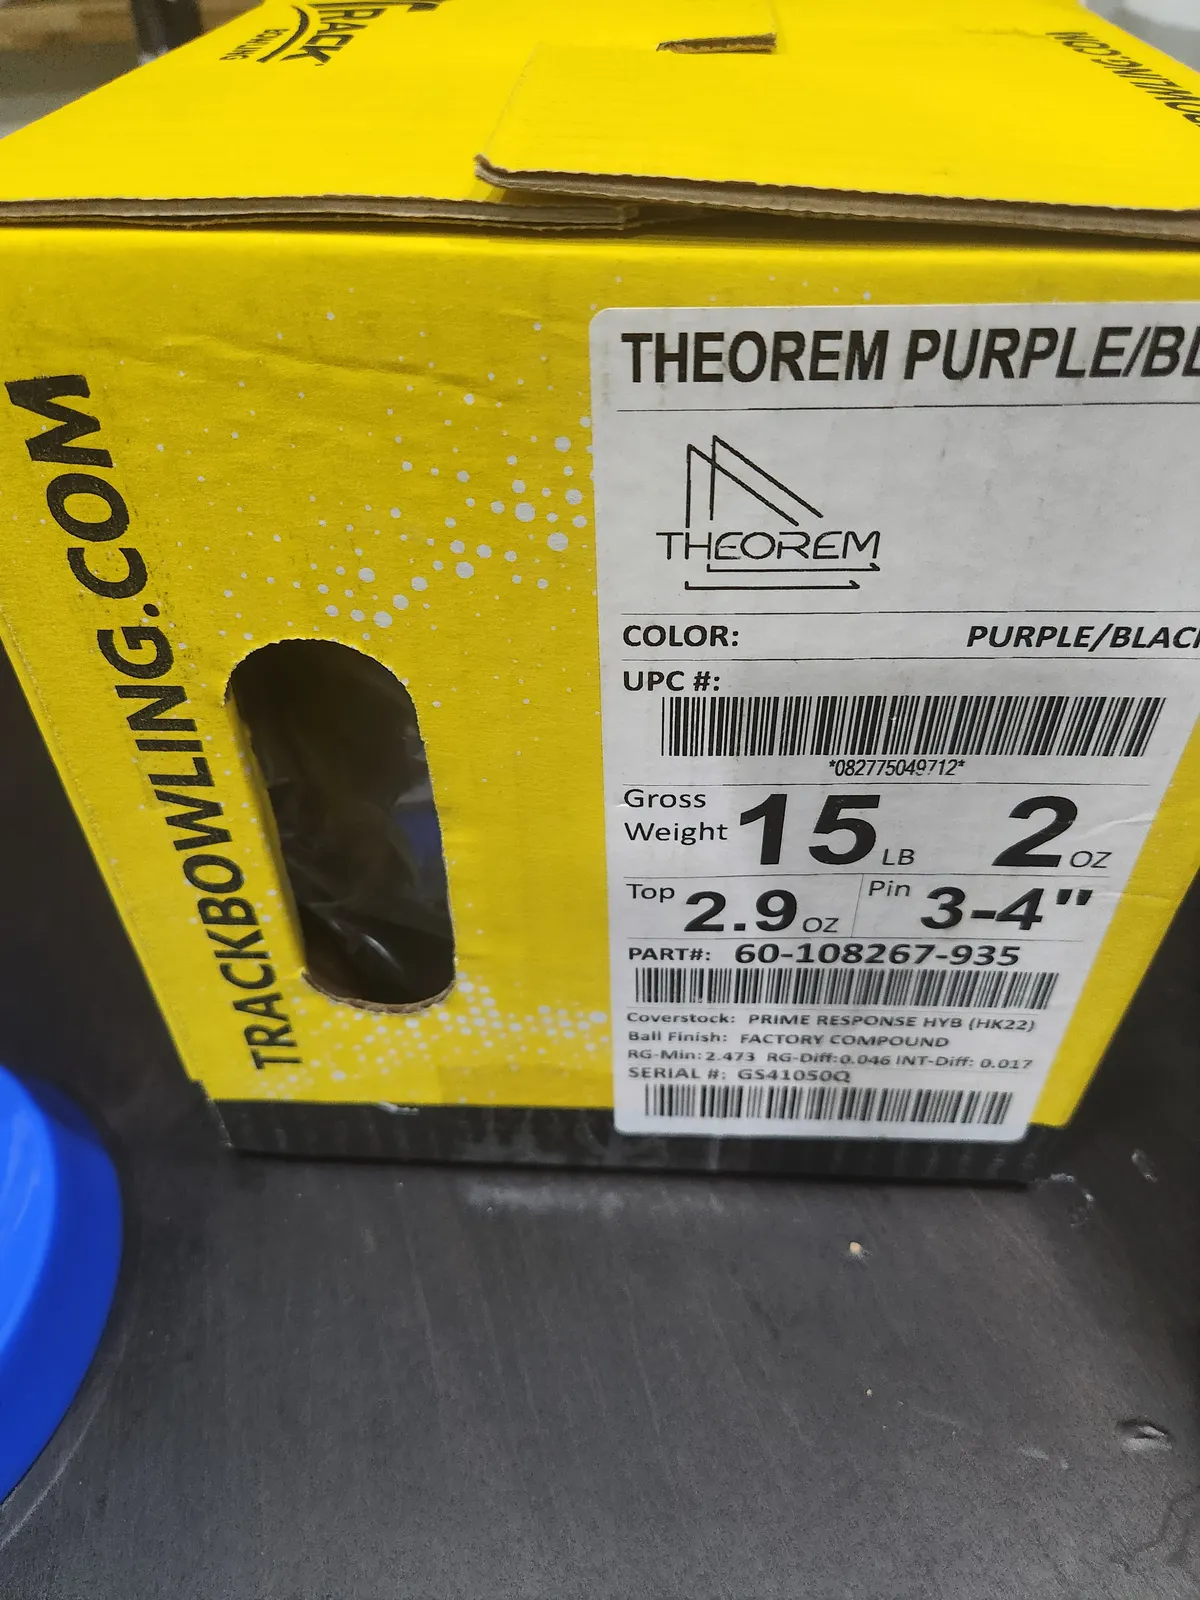 TRACK
BOWLING
TRACKBOWLING.COM
THEOREM PURPLE/BL
THEOREM
COLOR: PURPLE/BLAC
UPC #:
*082775049712*
Gross
Weight 15 LB 2 OZ
Top 2.9 OZ Pin 3-4"
PART#: 60-108267-935
Coverstock: PRIME RESPONSE HYB (HK22)
Ball Finish: FACTORY COMPOUND
RG-Min: 2.473 RG-Diff:0.046 INT-Diff: 0.017
SERIAL #: GS41050Q